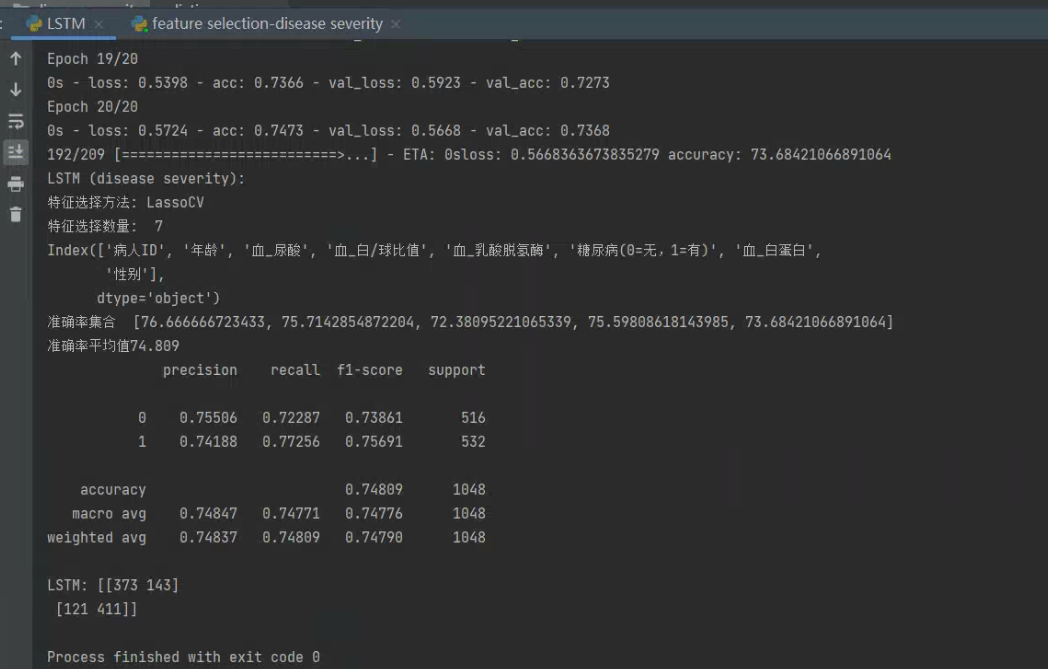 LSTM feature selection-disease severity
Epoch 19/20
0s - loss: 0.5398 - acc: 0.7366 - val_loss: 0.5923 - val_acc: 0.7273
Epoch 20/20
0s - loss: 0.5724 - acc: 0.7473 - val_loss: 0.5668 - val_acc: 0.7368
192/209 [==========================>...] - ETA: 0sloss: 0.5668363673835279 accuracy: 73.68421066891064
LSTM (disease severity):
特征选择方法: LassoCV
特征选择数量:  7
Index(['病人ID', '年龄', '血_尿酸', '血_白/球比值', '血_乳酸脱氢酶', '糖尿病(0=无，1=有)', '血_白蛋白',
       '性别'],
      dtype='object')
准确率集合  [76.666666723433, 75.7142854872204, 72.38095221065339, 75.59808618143985, 73.68421066891064]
准确率平均值74.809
              precision    recall  f1-score   support
           0    0.75506   0.72287   0.73861       516
           1    0.74188   0.77256   0.75691       532
    accuracy                        0.74809      1048
   macro avg    0.74847   0.74771   0.74776      1048
weighted avg    0.74837   0.74809   0.74790      1048
LSTM: [[373 143]
 [121 411]]
Process finished with exit code 0